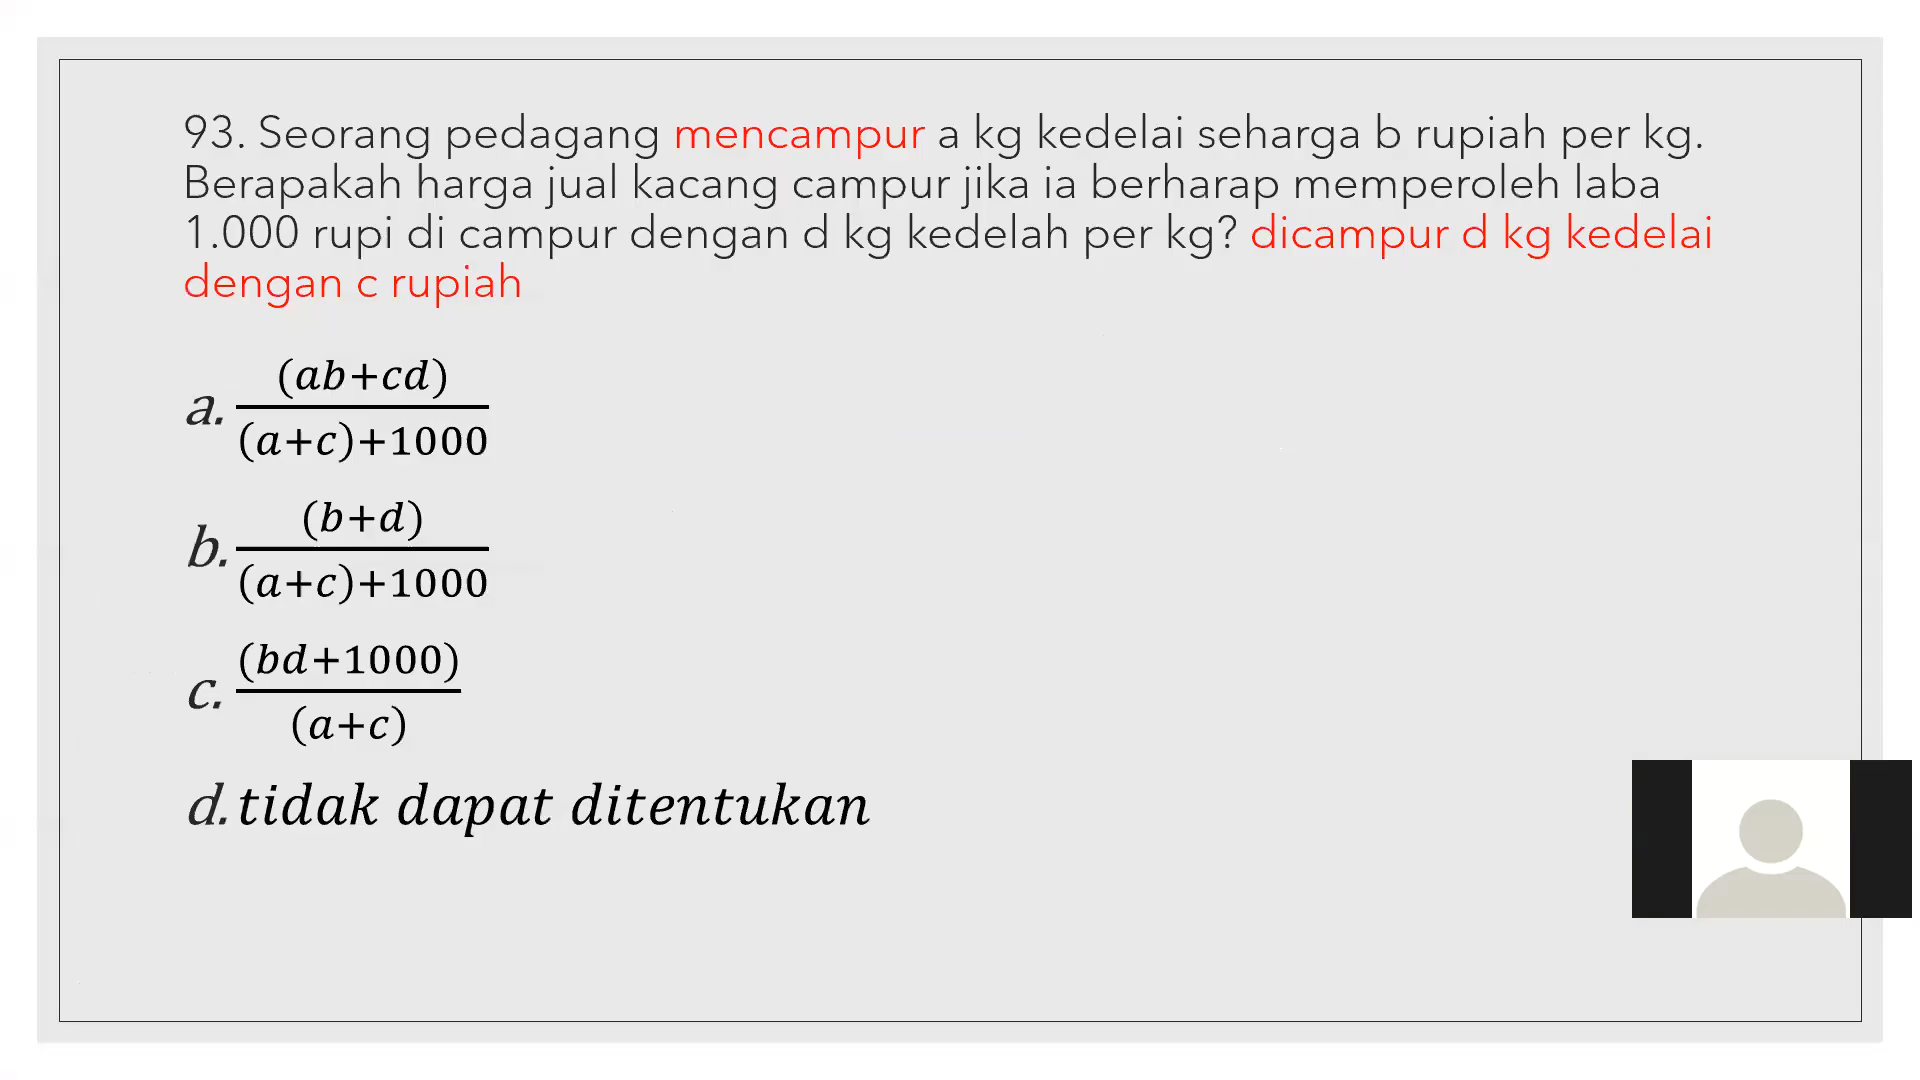 93. Seorang pedagang mencampur a kg kedelai seharga b rupiah per kg.
Berapakah harga jual kacang campur jika ia berharap memperoleh laba
1.000 rupi di campur dengan d kg kedelah per kg? dicampur d kg kedelai
dengan c rupiah
a. (ab+cd)/((a+c)+1000)
b. (b+d)/((a+c)+1000)
c. (bd+1000)/(a+c)
d. tidak dapat ditentukan